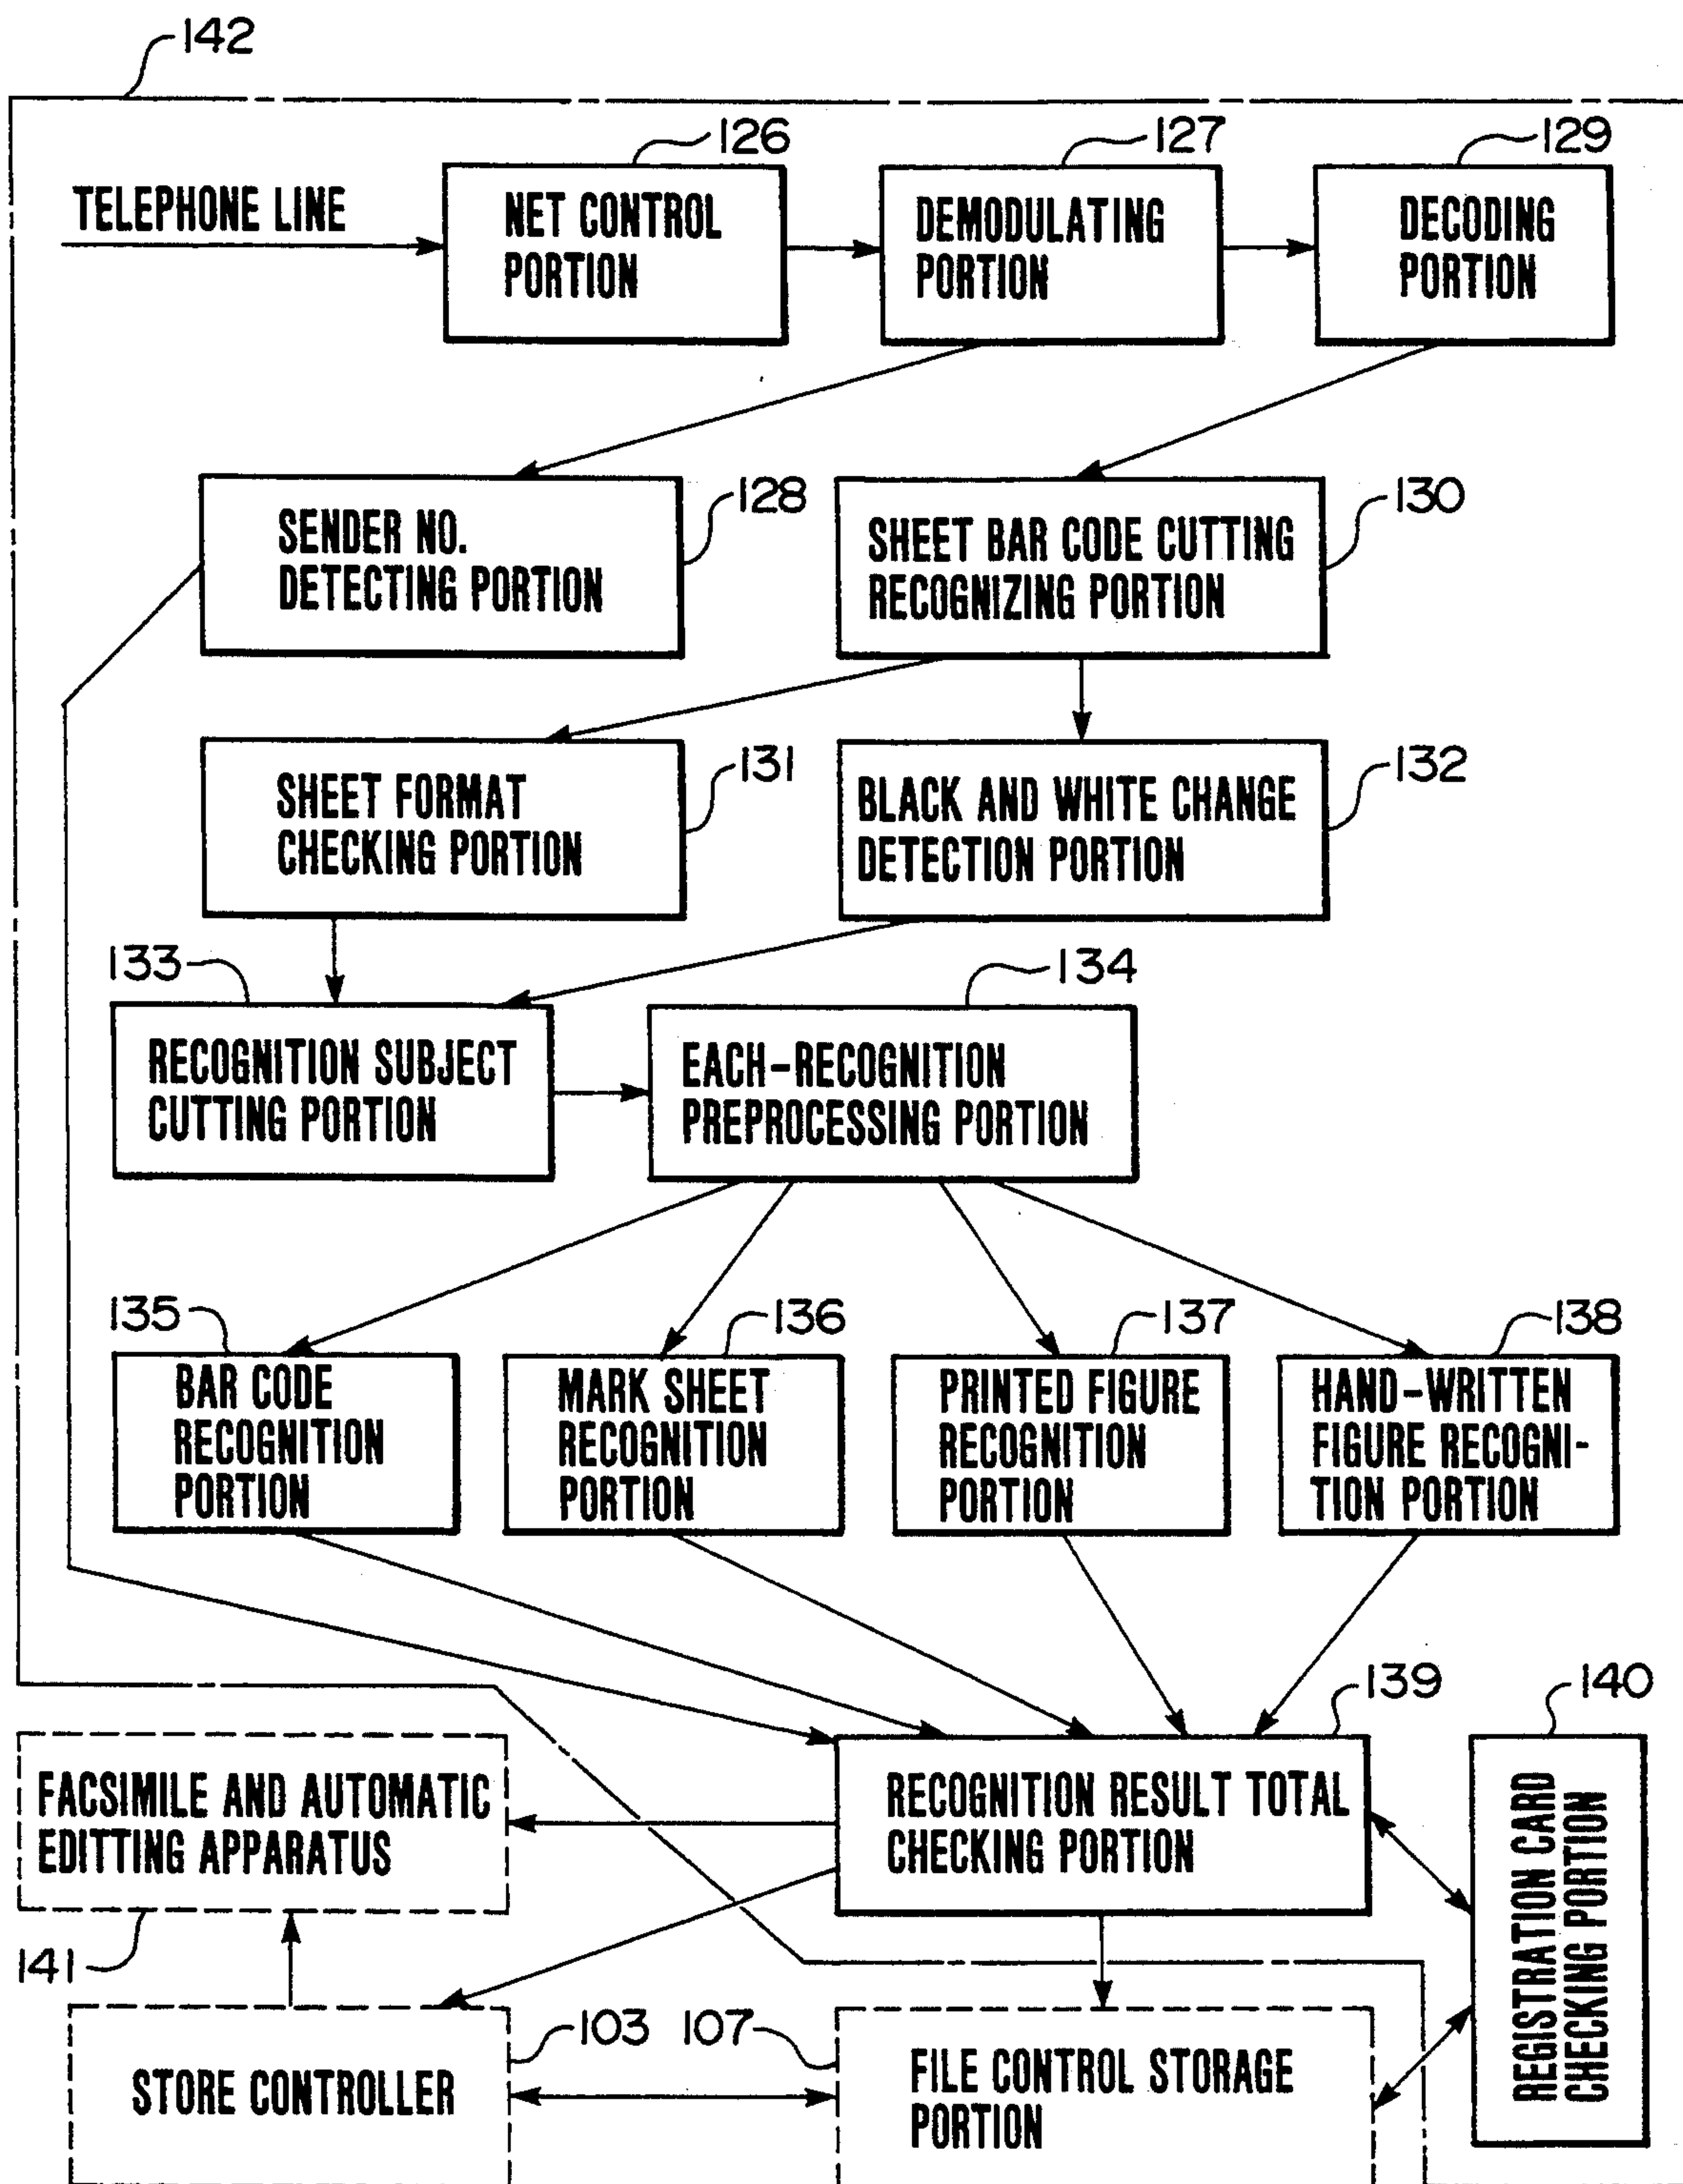 142
126
127
129
TELEPHONE LINE
NET CONTROL
PORTION
DEMODULATING
PORTION
DECODING
PORTION
128
130
SENDER NO.
DETECTING PORTION
SHEET BAR CODE CUTTING
RECOGNIZING PORTION
131
132
SHEET FORMAT
CHECKING PORTION
BLACK AND WHITE CHANGE
DETECTION PORTION
133
134
RECOGNITION SUBJECT
CUTTING PORTION
EACH-RECOGNITION
PREPROCESSING PORTION
135
136
137
138
BAR CODE
RECOGNITION
PORTION
MARK SHEET
RECOGNITION
PORTION
PRINTED FIGURE
RECOGNITION
PORTION
HAND-WRITTEN
FIGURE RECOGNI-
TION PORTION
139
140
FACSIMILE AND AUTOMATIC
EDITTING APPARATUS
RECOGNITION RESULT TOTAL
CHECKING PORTION
REGISTRATION CARD
CHECKING PORTION
141
103
107
STORE CONTROLLER
FILE CONTROL STORAGE
PORTION